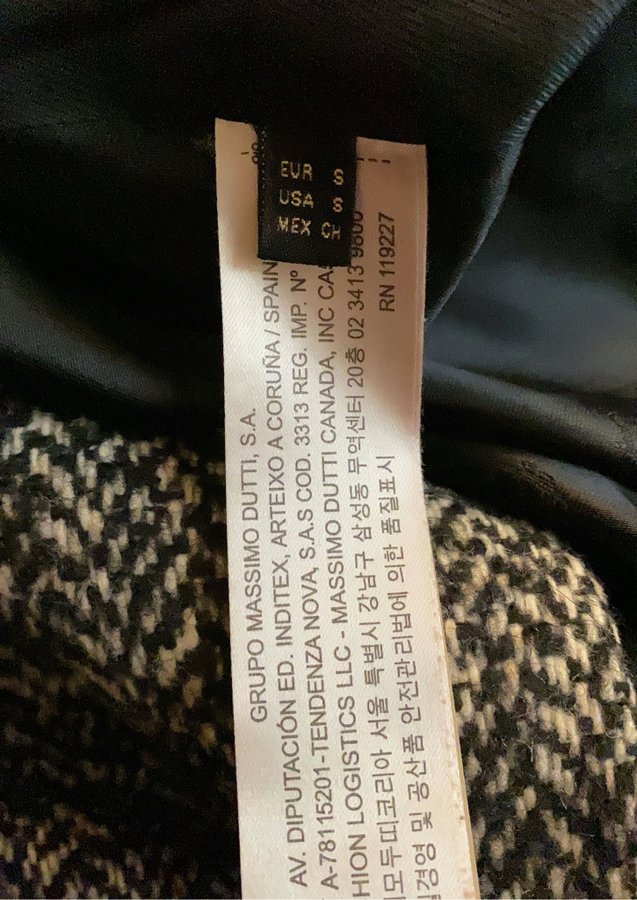 EUR S
USA S
MEX CH
GRUPO MASSIMO DUTTI, S.A.
AV. DIPUTACIÓN ED. INDITEX, ARTEIXO A CORUÑA / SPAIN
A-78115201-TENDENZA NOVA, S.A.S COD. 3313 REG. IMP. Nº
HION LOGISTICS LLC - MASSIMO DUTTI CANADA, INC CA
모두띠코리아 서울 특별시 강남구 삼성동 무역센터 20층 02 3413 9800
경영 및 공산품 안전관리법에 의한 품질표시
RN 119227